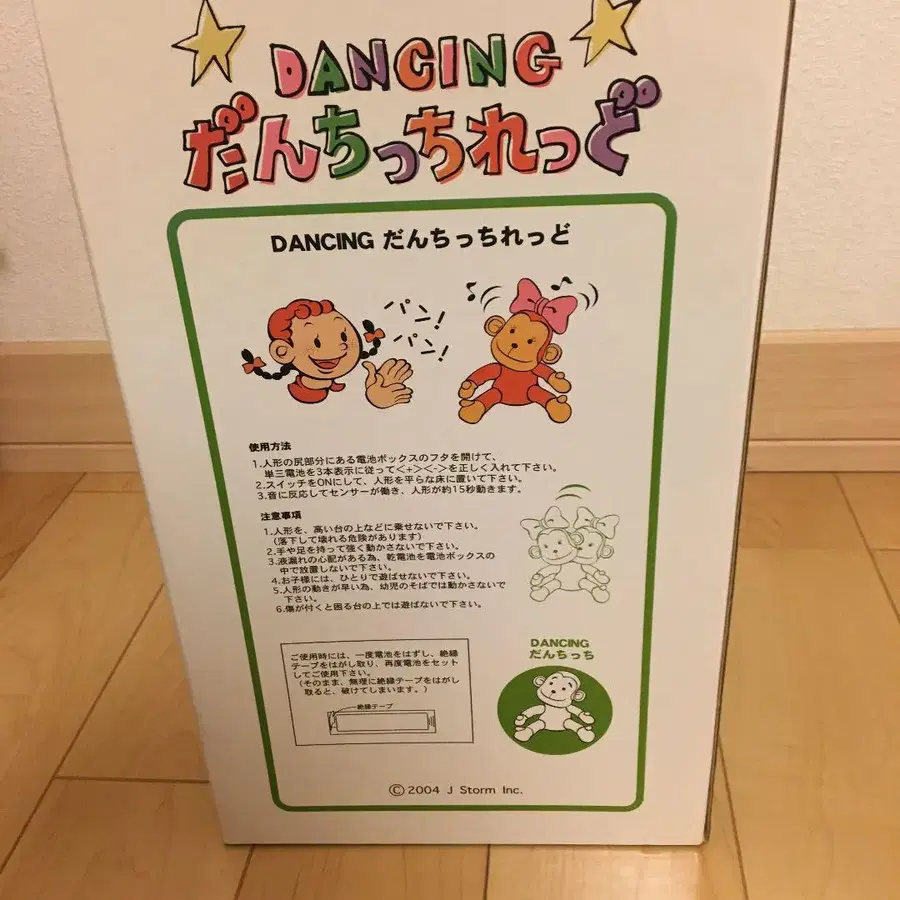 DANCING
だんちっちれっど
DANCING だんちっちれっど
パン!
パン!
使用方法
1.人形の尻部分にある電池ボックスのフタを開けて、
単三電池を3本表示に従って<+><->を正しく入れて下さい。
2.スイッチをONにして、人形を平らな床に置いて下さい。
3.音に反応してセンサーが働き、人形が約15秒動きます。
注意事項
1.人形を、高い台の上などに乗せないで下さい。
(落下して壊れる危険があります)
2.手や足を持って強く動かさないで下さい。
3.液漏れの心配がある為、乾電池を電池ボックスの
中で放置しないで下さい。
4.お子様には、ひとりで遊ばせないで下さい。
5.人形の動きが早い為、幼児のそばでは動かさないで
下さい。
6.傷が付くと困る台の上では遊ばないで下さい。
ご使用時には、一度電池をはずし、絶縁
テープをはがし取り、再度電池をセット
してご使用下さい。
(そのまま、無理に絶縁テープをはがし
取ると、破けてしまいます。)
絶縁テープ
DANCING
だんちっち
©2004 J Storm Inc.